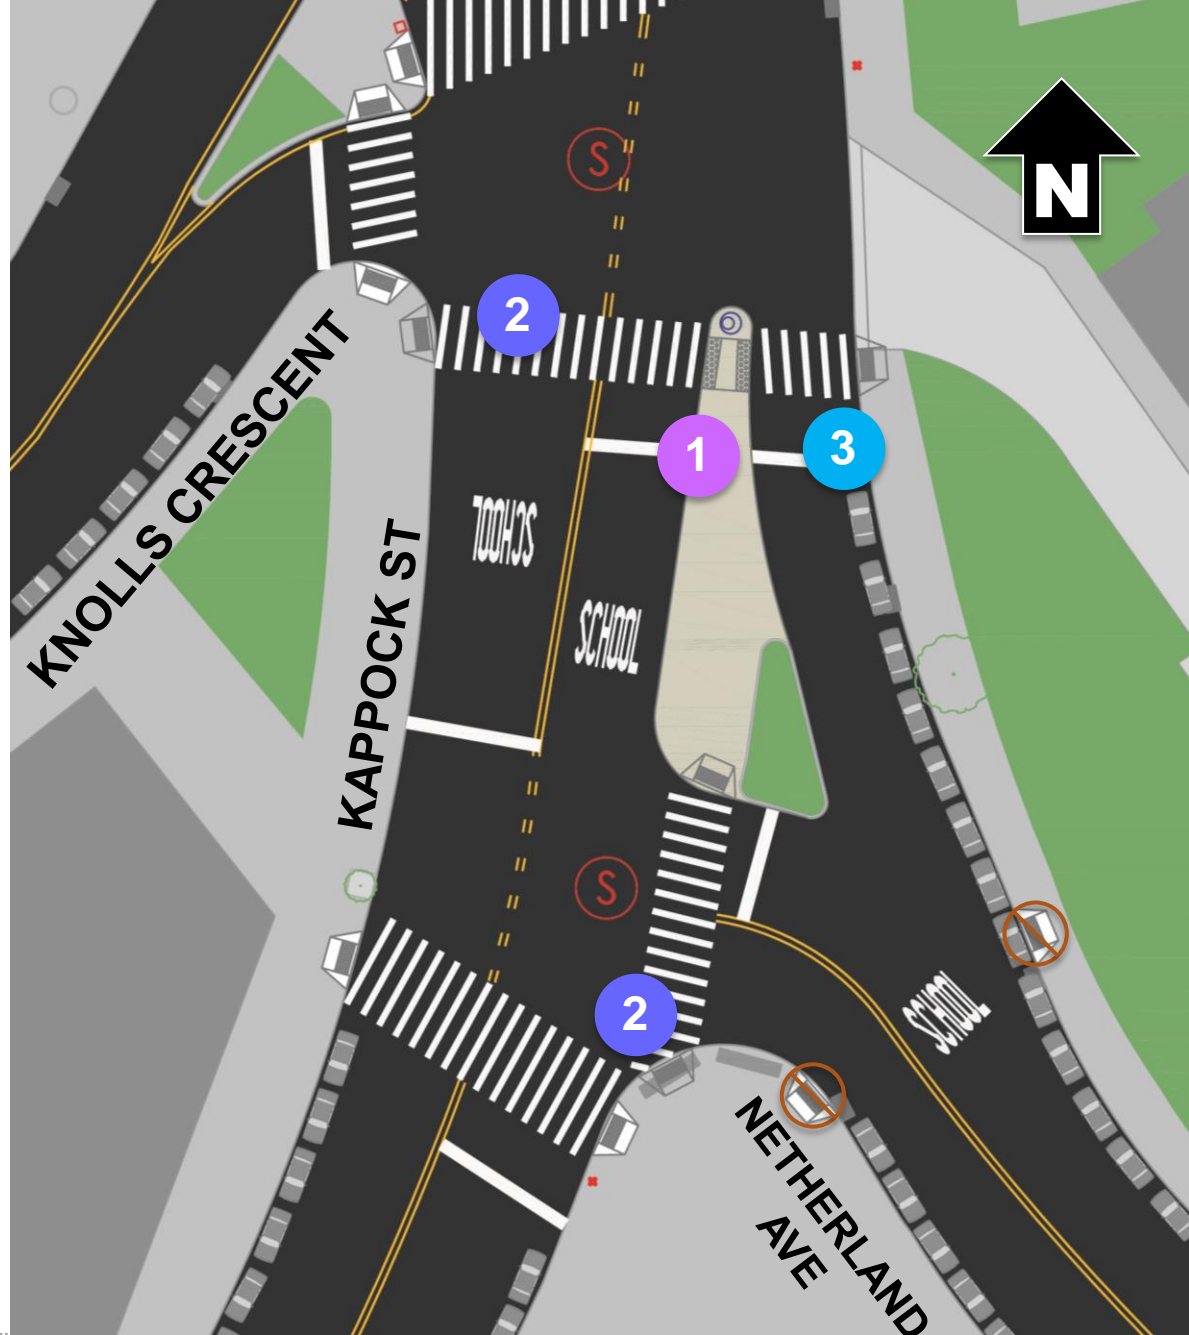 N
S
2
KNOLLS CRESCENT
1
3
SCHOOL
KAPPOCK ST
SCHOOL
S
2
SCHOOL
NETHERLAND
AVE